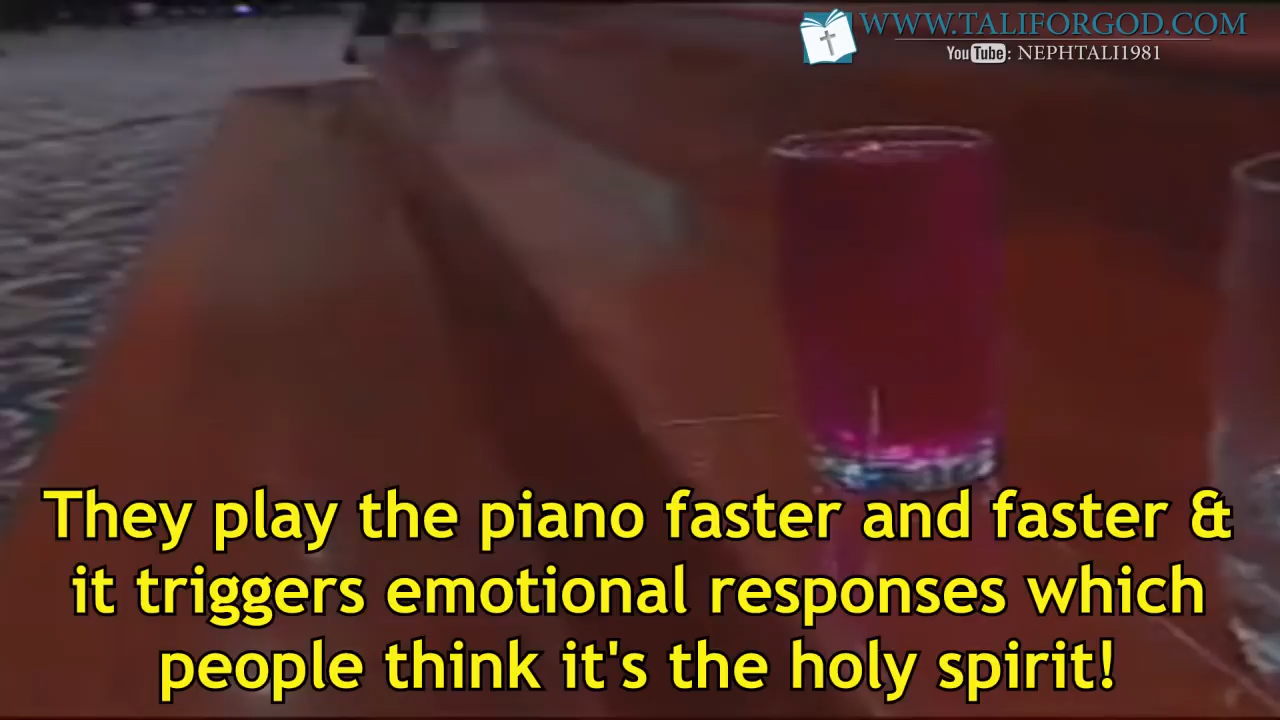 WWW.TALIFORGOD.COM
YouTube: NEPHTALI1981
They play the piano faster and faster &
it triggers emotional responses which
people think it's the holy spirit!